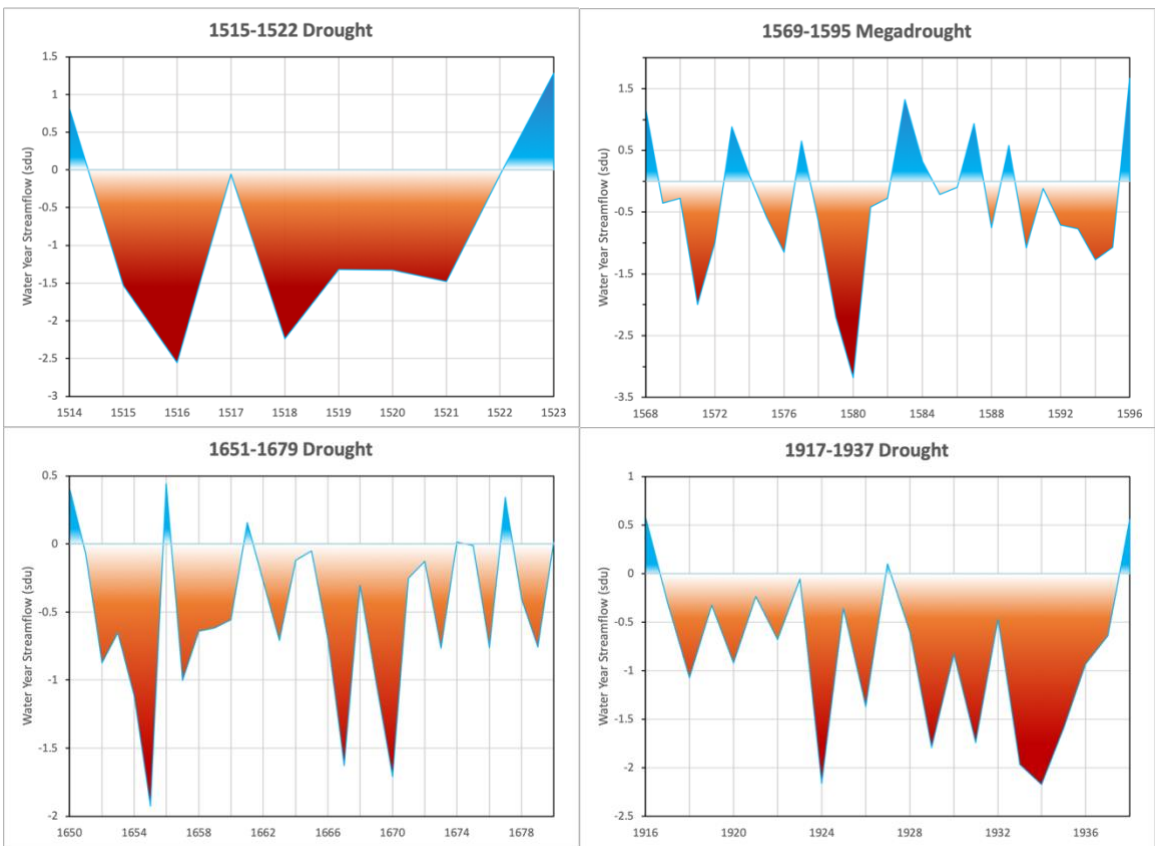 1515-1522 Drought
Water Year Streamflow (sdu)
1.5
1
0.5
0
-0.5
-1
-1.5
-2
-2.5
-3
1514 1515 1516 1517 1518 1519 1520 1521 1522 1523
1569-1595 Megadrought
Water Year Streamflow (sdu)
1.5
0.5
-0.5
-1.5
-2.5
-3.5
1568 1572 1576 1580 1584 1588 1592 1596
1651-1679 Drought
Water Year Streamflow (sdu)
0.5
0
-0.5
-1
-1.5
-2
1650 1654 1658 1662 1666 1670 1674 1678
1917-1937 Drought
Water Year Streamflow (sdu)
1
0.5
0
-0.5
-1
-1.5
-2
-2.5
1916 1920 1924 1928 1932 1936